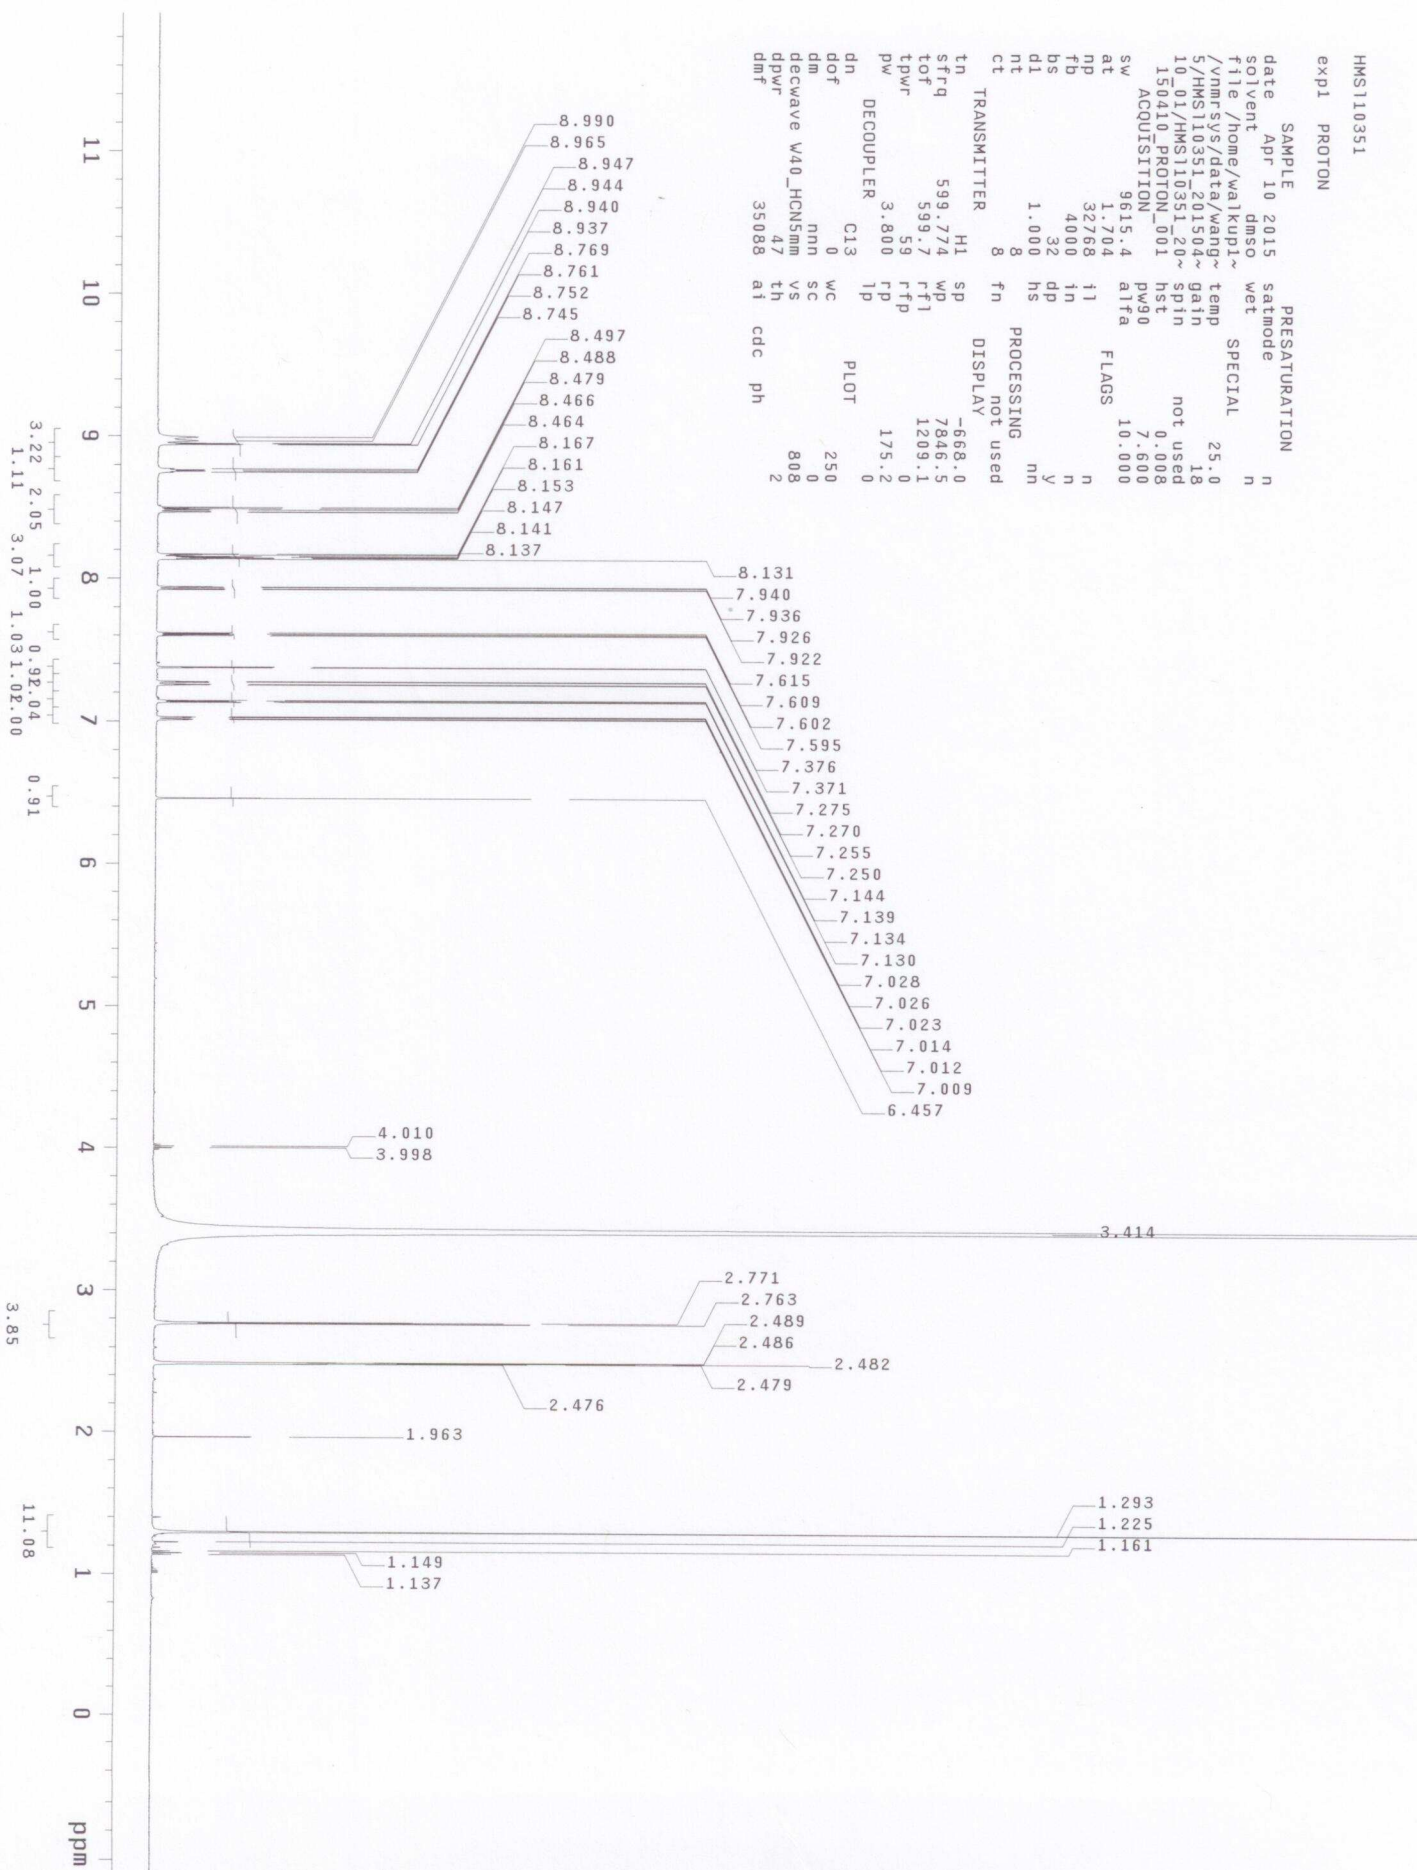 HMS110351
exp1 PROTON
SAMPLE PRESATURATION
date Apr 10 2015 satmode n
solvent dmso wet n
file /home/walkup1~ SPECIAL
/vnmrsys/data/wang~ temp 25.0
5/HMS110351_201504~ gain 18
10_01/HMS110351_20~ spin not used
150410_PROTON_001 hst 0.008
ACQUISITION pw90 7.600
sw 9615.4 alfa 10.000
at 1.704 FLAGS
np 32768 il n
fb 4000 in n
bs 32 dp y
d1 1.000 hs nn
nt 8 PROCESSING
ct 8 fn not used
TRANSMITTER DISPLAY
tn H1 sp -668.0
sfrq 599.774 wp 7846.5
tof 599.7 rfl 1209.1
tpwr 59 rfp 0
pw 3.800 rp 175.2
DECOUPLER lp 0
dn C13 PLOT
dof 0 wc 250
dm nnn sc 0
decwave W40_HCN5mm vs 808
dpwr 47 th 2
dmf 35088 ai cdc ph
8.990
8.965
8.947
8.944
8.940
8.937
8.769
8.761
8.752
8.745
8.497
8.488
8.479
8.466
8.464
8.167
8.161
8.153
8.147
8.141
8.137
8.131
7.940
7.936
7.926
7.922
7.615
7.609
7.602
7.595
7.376
7.371
7.275
7.270
7.255
7.250
7.144
7.139
7.134
7.130
7.028
7.026
7.023
7.014
7.012
7.009
6.457
4.010
3.998
3.414
2.771
2.763
2.489
2.486
2.482
2.479
2.476
1.963
1.293
1.225
1.161
1.149
1.137
11 10 9 8 7 6 5 4 3 2 1 0 ppm
3.22 2.05 1.00 0.92 2.04 0.91 3.85 11.08
1.11 3.07 1.03 1.02 2.00